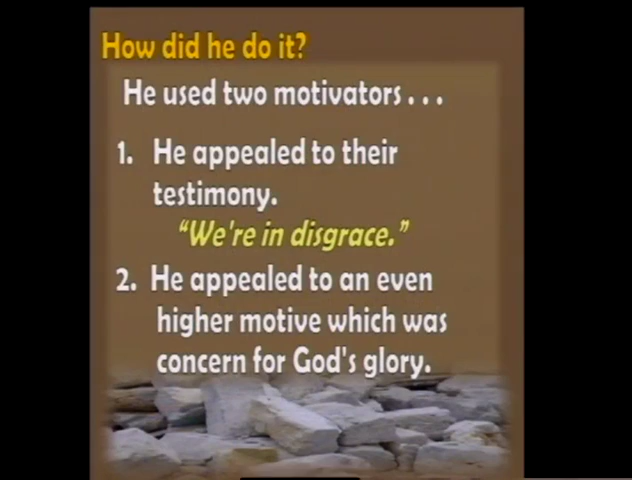 How did he do it?
He used two motivators . . .
1. He appealed to their
testimony.
“We're in disgrace.”
2. He appealed to an even
higher motive which was
concern for God's glory.